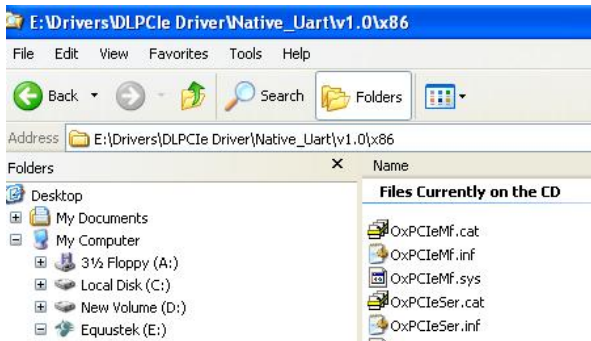 E:\Drivers\DLPCIe Driver\Native_Uart\v1.0\x86
File Edit View Favorites Tools Help
Back Search Folders
Address E:\Drivers\DLPCIe Driver\Native_Uart\v1.0\x86
Folders X Name
Desktop Files Currently on the CD
My Documents
My Computer OxPCIeMf.cat
3½ Floppy (A:) OxPCIeMf.inf
Local Disk (C:) OxPCIeMf.sys
New Volume (D:) OxPCIeSer.cat
Equustek (E:) OxPCIeSer.inf